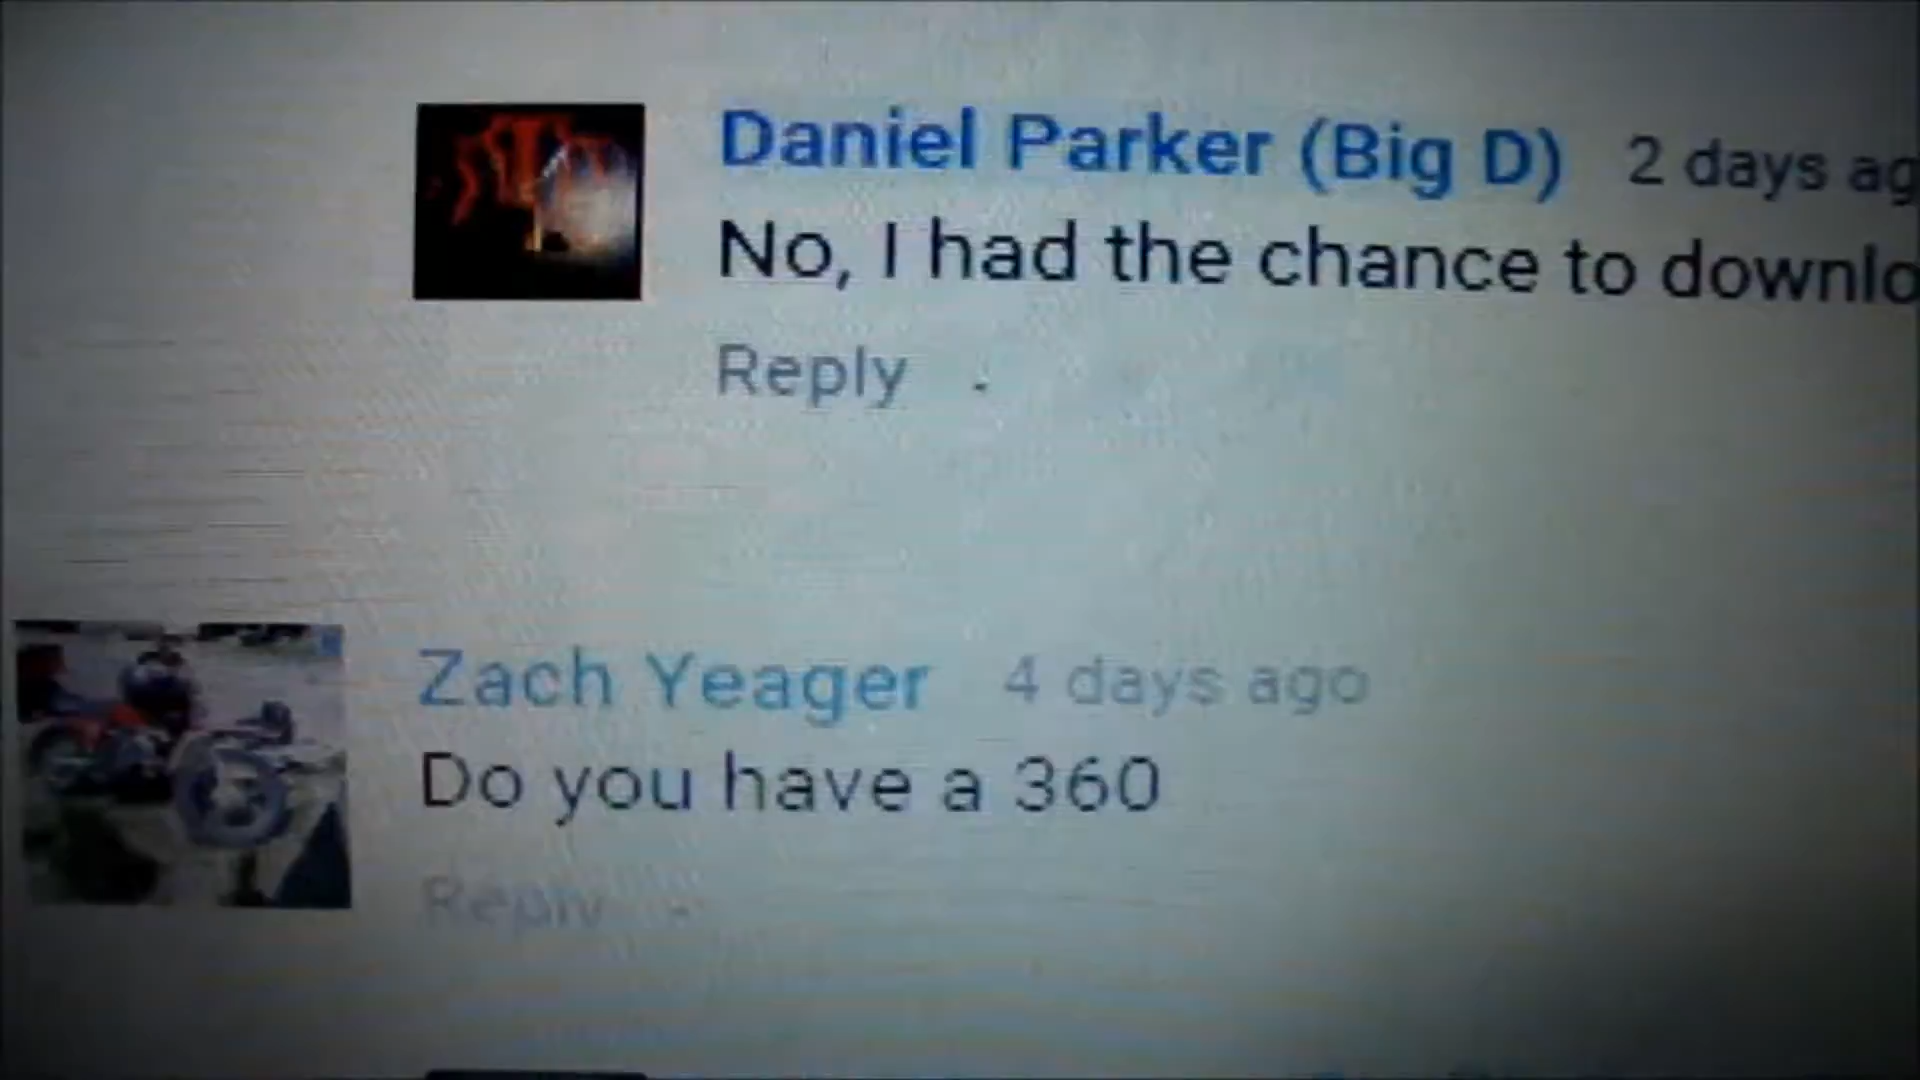 Daniel Parker (Big D) 2 days ag
No, I had the chance to downlo
Reply
Zach Yeager 4 days ago
Do you have a 360
Reply